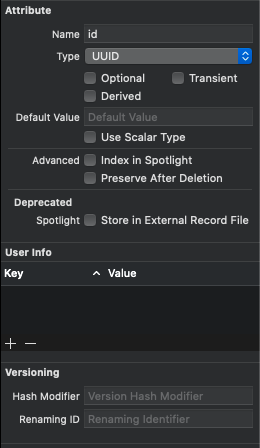 Attribute
Name id
Type UUID
Optional Transient
Derived
Default Value Default Value
Use Scalar Type
Advanced Index in Spotlight
Preserve After Deletion
Deprecated
Spotlight Store in External Record File
User Info
Key Value
Versioning
Hash Modifier Version Hash Modifier
Renaming ID Renaming Identifier